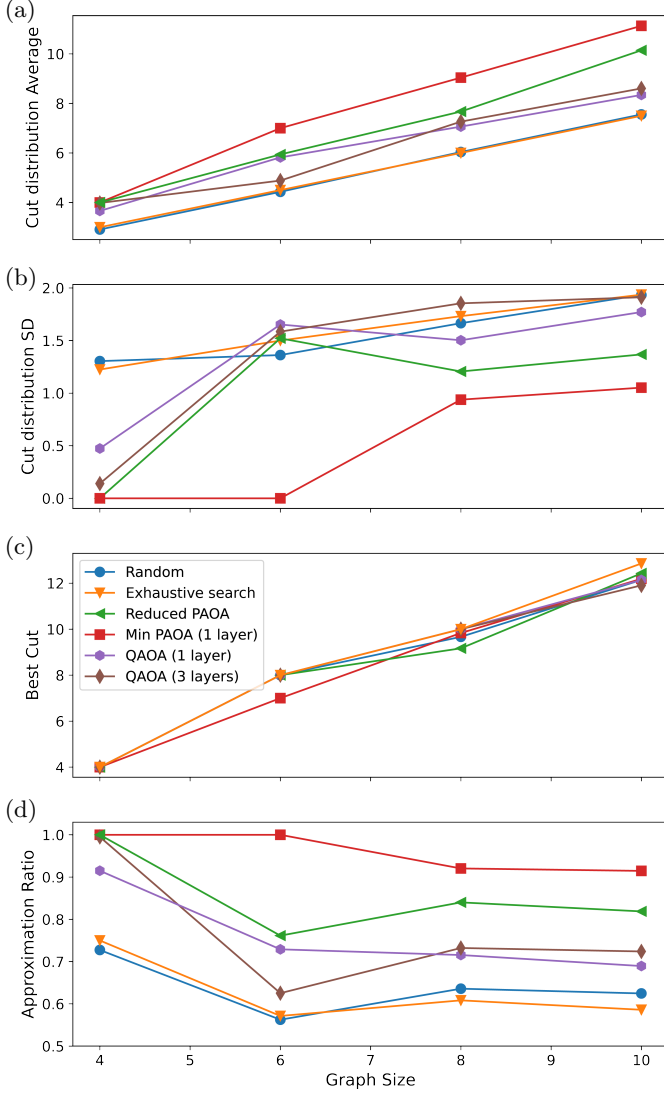 (a)
Cut distribution Average
10
8
6
4
(b)
Cut distribution SD
2.0
1.5
1.0
0.5
0.0
(c)
Best Cut
12
10
8
6
4
Random
Exhaustive search
Reduced PAOA
Min PAOA (1 layer)
QAOA (1 layer)
QAOA (3 layers)
(d)
Approximation Ratio
1.0
0.9
0.8
0.7
0.6
0.5
4 5 6 7 8 9 10
Graph Size